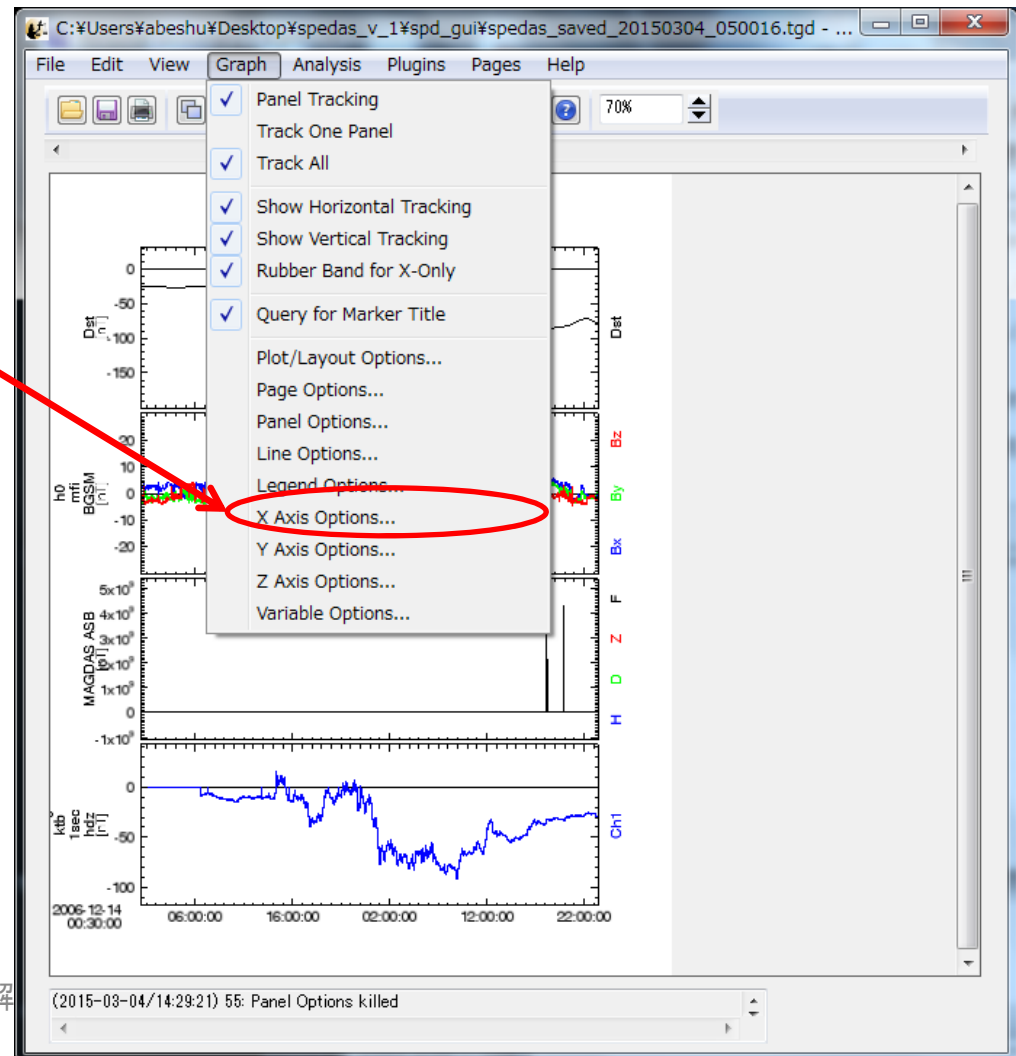 C:¥Users¥abeshu¥Desktop¥spedas_v_1¥spd_gui¥spedas_saved_20150304_050016.tgd - ...
File Edit View Graph Analysis Plugins Pages Help
70%
Panel Tracking
Track One Panel
Track All
Show Horizontal Tracking
Show Vertical Tracking
Rubber Band for X-Only
Query for Marker Title
Plot/Layout Options...
Page Options...
Panel Options...
Line Options...
Legend Options...
X Axis Options...
Y Axis Options...
Z Axis Options...
Variable Options...
0
-50
-100
-150
Dst
[nT]
Dst
20
10
0
-10
-20
h0
mfi
BGSM
[nT]
Bz
By
Bx
5x10⁹
4x10⁹
3x10⁹
2x10⁹
1x10⁹
0
-1x10⁹
MAGDAS ASB
[nT]
F
Z
D
H
0
-50
-100
ktb
1sec
hdz
[nT]
Ch1
2006-12-14
00:30:00
06:00:00 16:00:00 02:00:00 12:00:00 22:00:00
解
(2015-03-04/14:29:21) 55: Panel Options killed